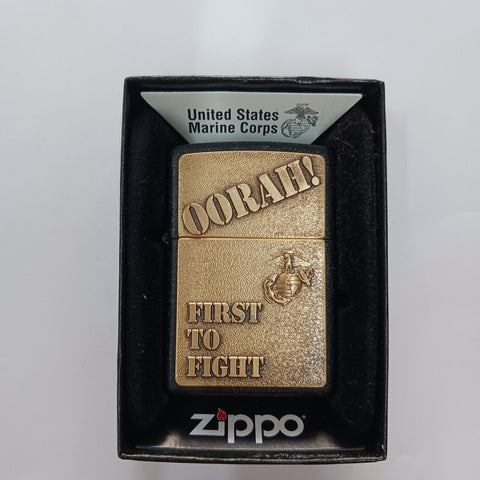 United States
Marine Corps
OORAH!
FIRST
TO
FIGHT
zippo